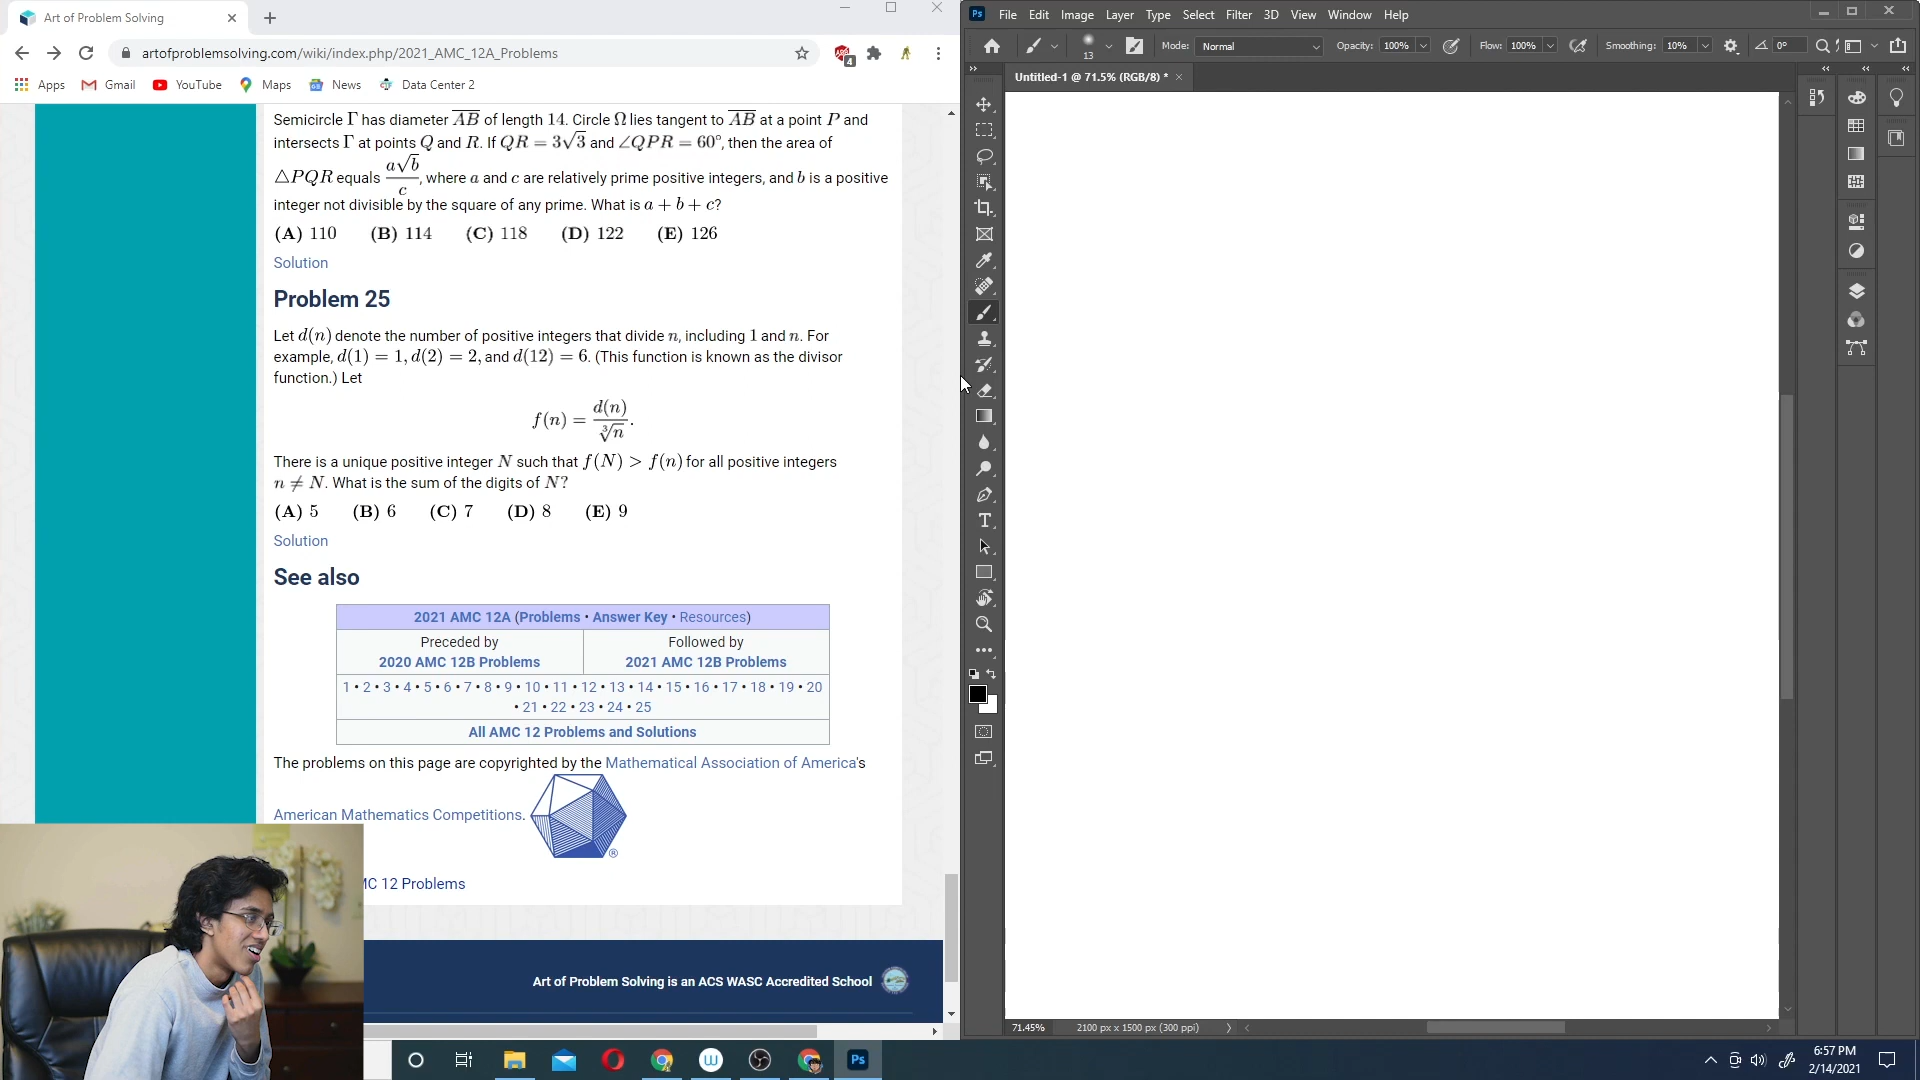 Art of Problem Solving
artofproblemsolving.com/wiki/index.php/2021_AMC_12A_Problems
4
Apps Gmail YouTube Maps News Data Center 2
Semicircle Γ has diameter AB of length 14. Circle Ω lies tangent to AB at a point P and
intersects Γ at points Q and R. If QR = 3√3 and ∠QPR = 60°, then the area of
△PQR equals a√b/c, where a and c are relatively prime positive integers, and b is a positive
integer not divisible by the square of any prime. What is a + b + c?
(A) 110 (B) 114 (C) 118 (D) 122 (E) 126
Solution
Problem 25
Let d(n) denote the number of positive integers that divide n, including 1 and n. For
example, d(1) = 1, d(2) = 2, and d(12) = 6. (This function is known as the divisor
function.) Let
f(n) = d(n)/∛n.
There is a unique positive integer N such that f(N) > f(n) for all positive integers
n ≠ N. What is the sum of the digits of N?
(A) 5 (B) 6 (C) 7 (D) 8 (E) 9
Solution
See also
2021 AMC 12A (Problems • Answer Key • Resources)
Preceded by
2020 AMC 12B Problems
Followed by
2021 AMC 12B Problems
1 • 2 • 3 • 4 • 5 • 6 • 7 • 8 • 9 • 10 • 11 • 12 • 13 • 14 • 15 • 16 • 17 • 18 • 19 • 20
• 21 • 22 • 23 • 24 • 25
All AMC 12 Problems and Solutions
The problems on this page are copyrighted by the Mathematical Association of America's
American Mathematics Competitions. ®
MC 12 Problems
Art of Problem Solving is an ACS WASC Accredited School
Ps File Edit Image Layer Type Select Filter 3D View Window Help
13 Mode: Normal Opacity: 100% Flow: 100% Smoothing: 10% 0°
Untitled-1 @ 71.5% (RGB/8) *
71.45% 2100 px x 1500 px (300 ppi)
Ps
6:57 PM
2/14/2021